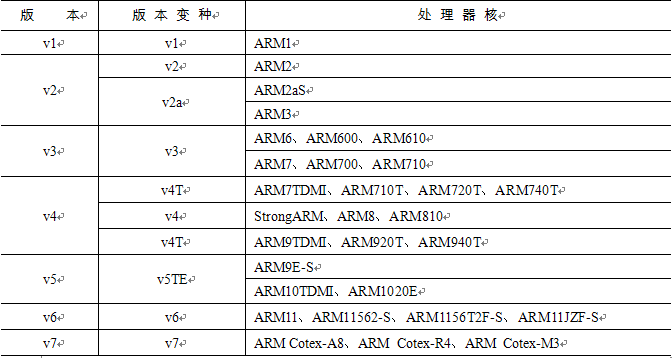 版 本 版 本 变 种 处 理 器 核
v1 v1 ARM1
v2 v2 ARM2
v2a ARM2aS
ARM3
v3 v3 ARM6、ARM600、ARM610
ARM7、ARM700、ARM710
v4 v4T ARM7TDMI、ARM710T、ARM720T、ARM740T
v4 StrongARM、ARM8、ARM810
v4T ARM9TDMI、ARM920T、ARM940T
v5 v5TE ARM9E-S
ARM10TDMI、ARM1020E
v6 v6 ARM11、ARM11562-S、ARM1156T2F-S、ARM11JZF-S
v7 v7 ARM Cotex-A8、ARM Cotex-R4、ARM Cotex-M3